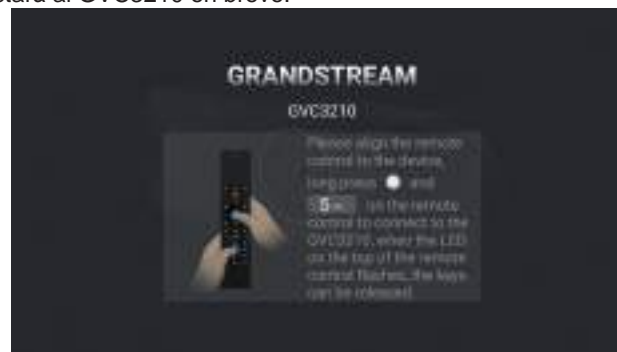 GRANDSTREAM
GVC3210
Please align the remote
control to the device,
long press and
5 on the remote
control to connect to the
GVC3210, when the LED
on the top of the remote
control flashes, the keys
can be released.